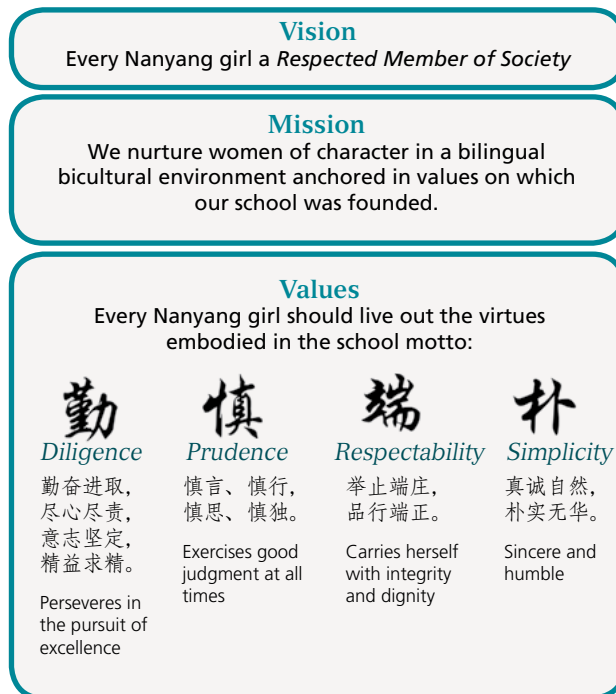 Vision
Every Nanyang girl a Respected Member of Society
Mission
We nurture women of character in a bilingual
bicultural environment anchored in values on which
our school was founded.
Values
Every Nanyang girl should live out the virtues
embodied in the school motto:
勤
Diligence
勤奋进取，
尽心尽责，
意志坚定，
精益求精。
Perseveres in
the pursuit of
excellence
慎
Prudence
慎言、慎行，
慎思、慎独。
Exercises good
judgment at all
times
端
Respectability
举止端庄，
品行端正。
Carries herself
with integrity
and dignity
朴
Simplicity
真诚自然，
朴实无华。
Sincere and
humble